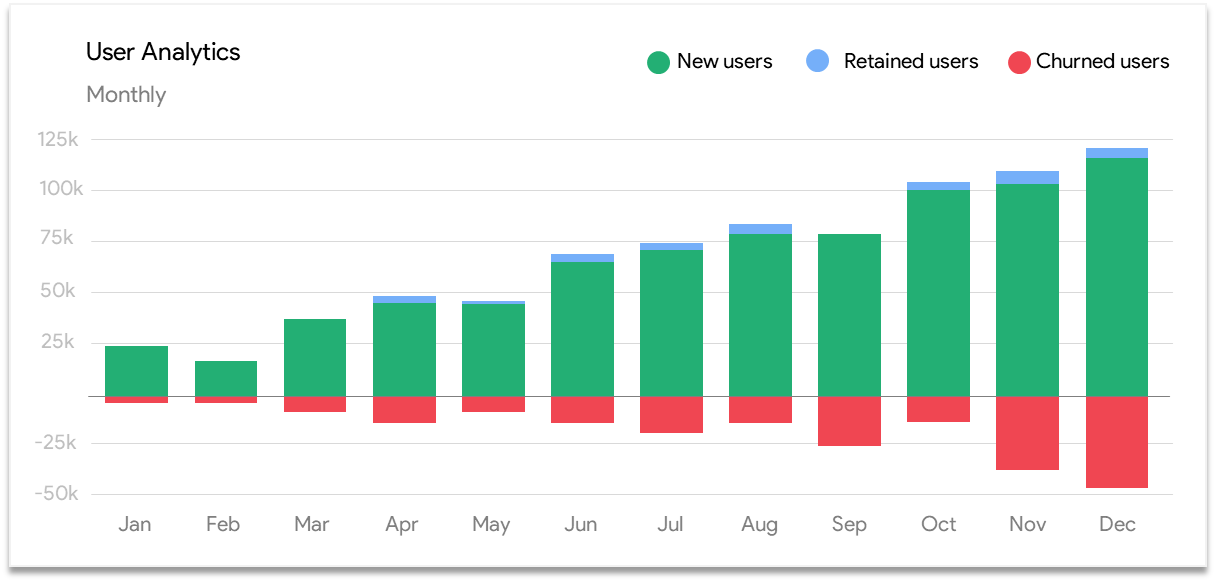 User Analytics
Monthly
New users Retained users Churned users
125k
100k
75k
50k
25k
-25k
-50k
Jan Feb Mar Apr May Jun Jul Aug Sep Oct Nov Dec